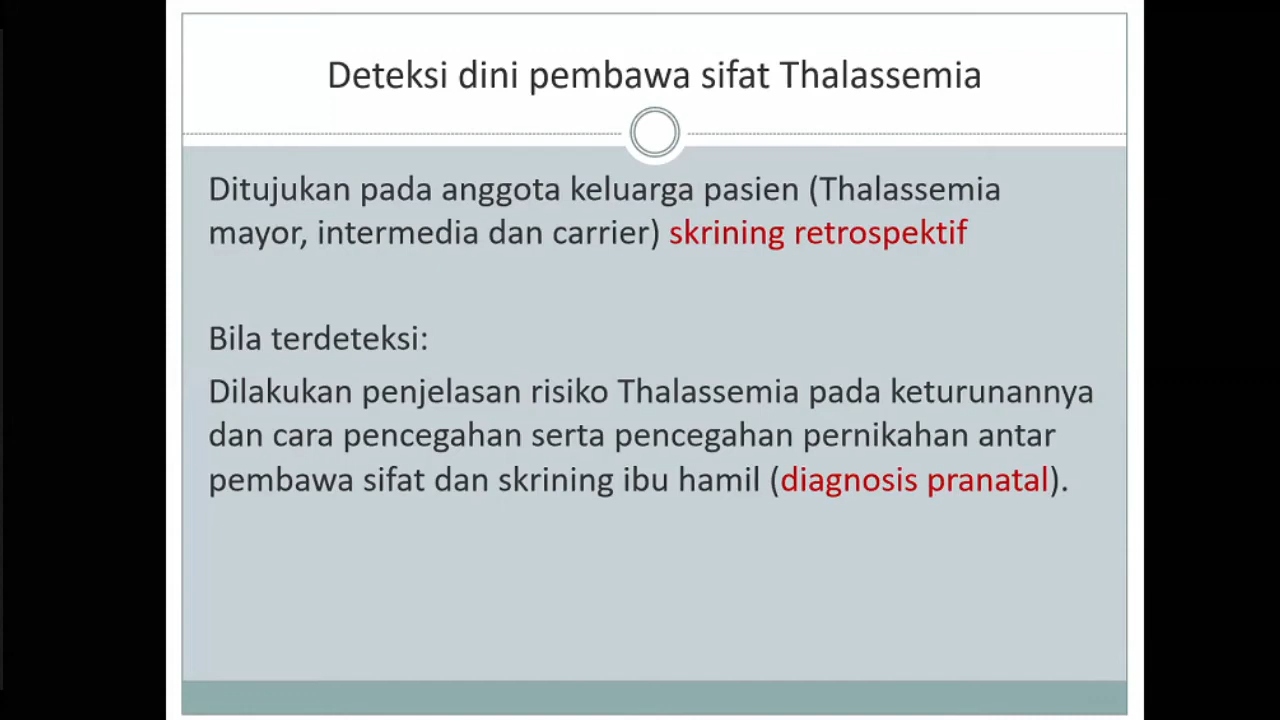 Deteksi dini pembawa sifat Thalassemia
Ditujukan pada anggota keluarga pasien (Thalassemia
mayor, intermedia dan carrier) skrining retrospektif
Bila terdeteksi:
Dilakukan penjelasan risiko Thalassemia pada keturunannya
dan cara pencegahan serta pencegahan pernikahan antar
pembawa sifat dan skrining ibu hamil (diagnosis pranatal).